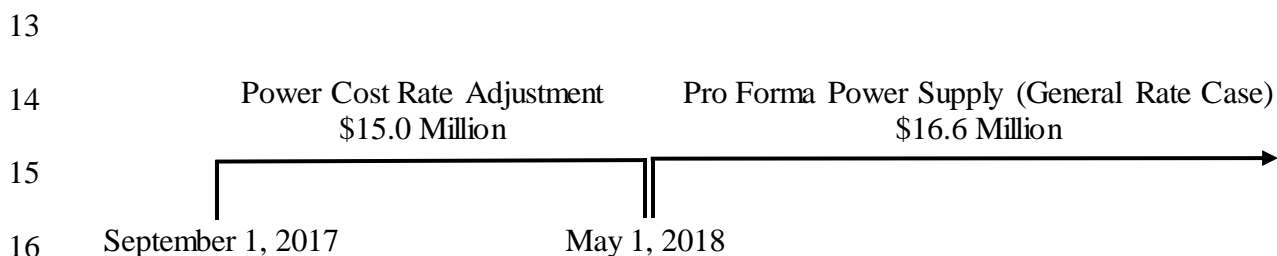 13
14 Power Cost Rate Adjustment Pro Forma Power Supply (General Rate Case)
$15.0 Million $16.6 Million
15
16 September 1, 2017 May 1, 2018